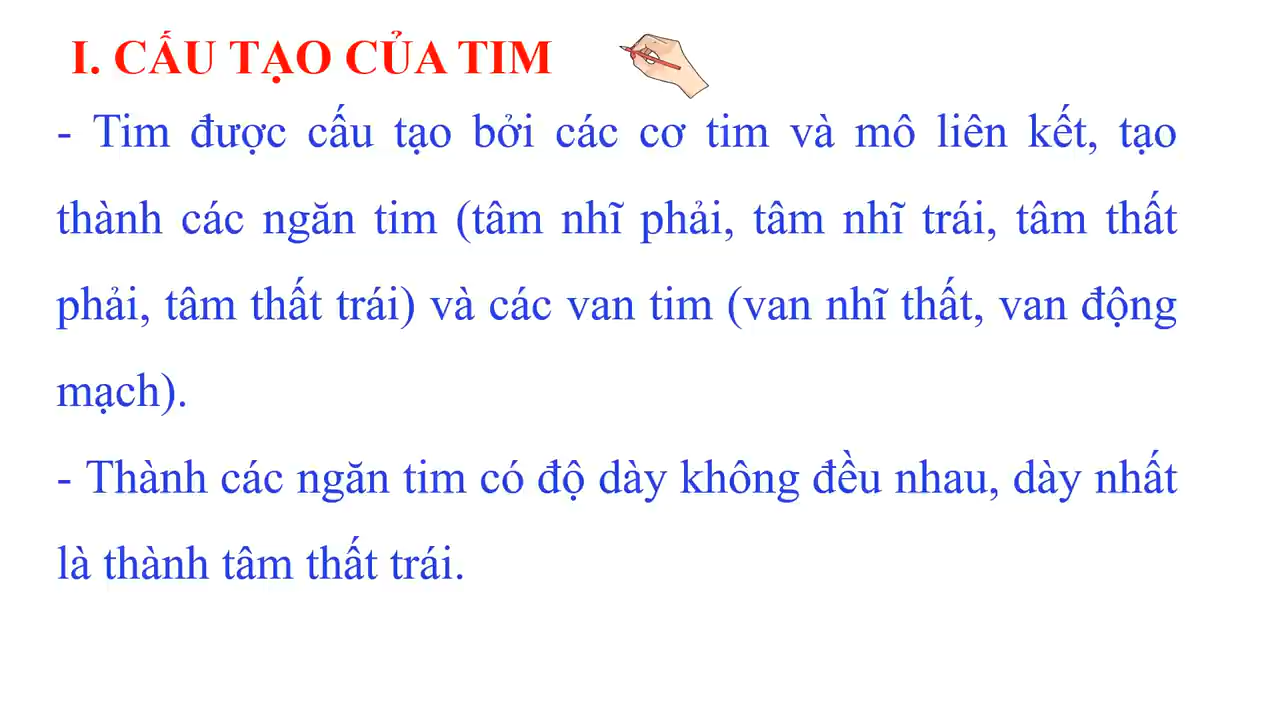 I. CẤU TẠO CỦA TIM
- Tim được cấu tạo bởi các cơ tim và mô liên kết, tạo
thành các ngăn tim (tâm nhĩ phải, tâm nhĩ trái, tâm thất
phải, tâm thất trái) và các van tim (van nhĩ thất, van động
mạch).
- Thành các ngăn tim có độ dày không đều nhau, dày nhất
là thành tâm thất trái.